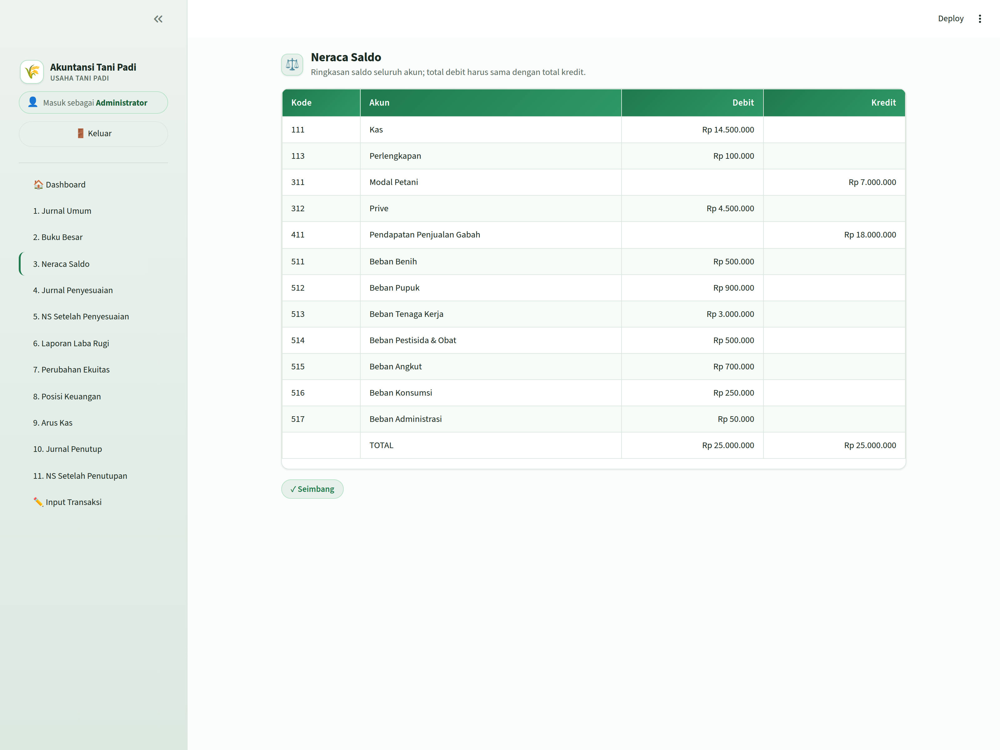 Deploy
Akuntansi Tani Padi
USAHA TANI PADI
Masuk sebagai Administrator
Keluar
Dashboard
1. Jurnal Umum
2. Buku Besar
3. Neraca Saldo
4. Jurnal Penyesuaian
5. NS Setelah Penyesuaian
6. Laporan Laba Rugi
7. Perubahan Ekuitas
8. Posisi Keuangan
9. Arus Kas
10. Jurnal Penutup
11. NS Setelah Penutupan
Input Transaksi
Neraca Saldo
Ringkasan saldo seluruh akun; total debit harus sama dengan total kredit.
Kode Akun Debit Kredit
111 Kas Rp 14.500.000
113 Perlengkapan Rp 100.000
311 Modal Petani Rp 7.000.000
312 Prive Rp 4.500.000
411 Pendapatan Penjualan Gabah Rp 18.000.000
511 Beban Benih Rp 500.000
512 Beban Pupuk Rp 900.000
513 Beban Tenaga Kerja Rp 3.000.000
514 Beban Pestisida & Obat Rp 500.000
515 Beban Angkut Rp 700.000
516 Beban Konsumsi Rp 250.000
517 Beban Administrasi Rp 50.000
TOTAL Rp 25.000.000 Rp 25.000.000
✓ Seimbang